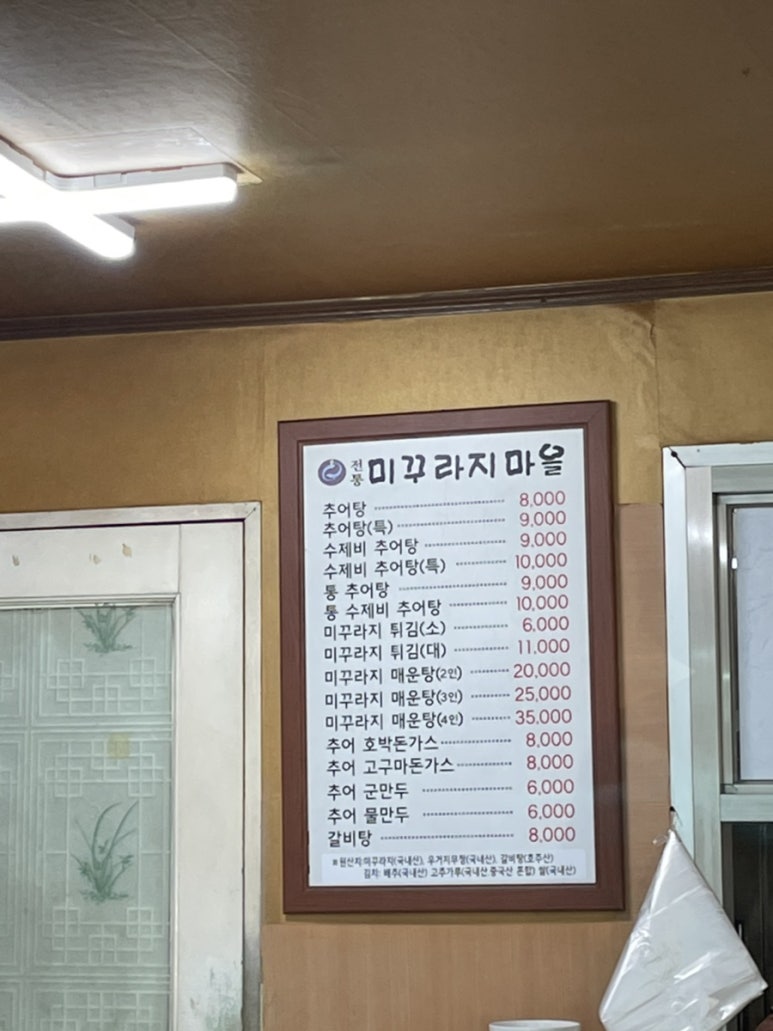 전통 미꾸라지마을
추어탕 8,000
추어탕(특) 9,000
수제비 추어탕 9,000
수제비 추어탕(특) 10,000
통 추어탕 9,000
통 수제비 추어탕 10,000
미꾸라지 튀김(소) 6,000
미꾸라지 튀김(대) 11,000
미꾸라지 매운탕(2인) 20,000
미꾸라지 매운탕(3인) 25,000
미꾸라지 매운탕(4인) 35,000
추어 호박돈가스 8,000
추어 고구마돈가스 8,000
추어 군만두 6,000
추어 물만두 6,000
갈비탕 8,000
※원산지:미꾸라지(국내산), 우거지무청(국내산), 갈비탕(호주산)
김치: 배추(국내산) 고추가루(국내산 중국산 혼합) 쌀(국내산)